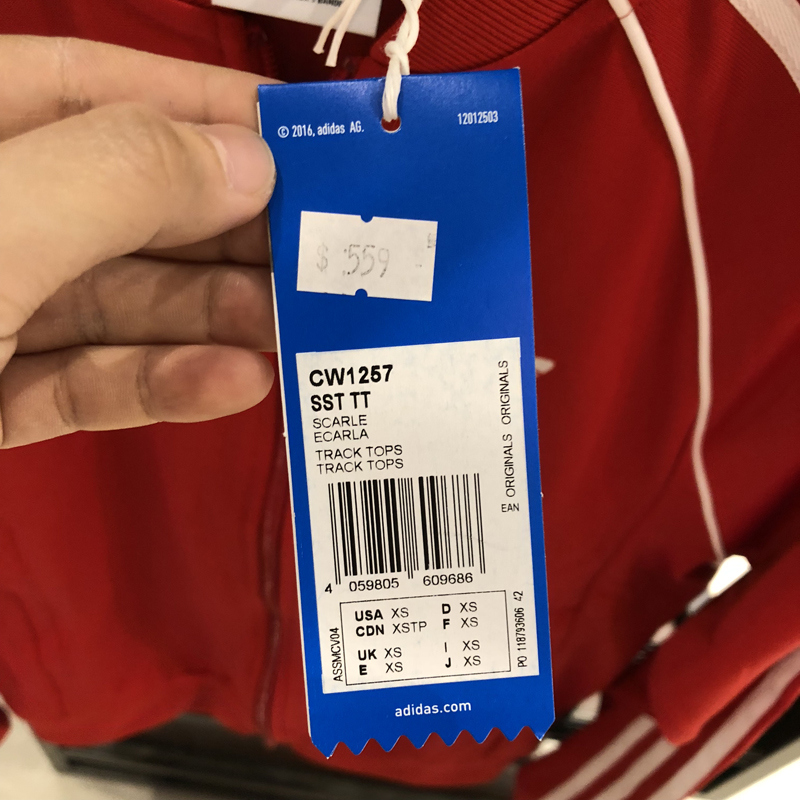 © 2016, adidas AG.
12012503
$ 559
CW1257
SST TT
SCARLE
ECARLA
TRACK TOPS
TRACK TOPS
ORIGINALS ORIGINALS
EAN
4 059805 609686
USA XS D XS
CDN XSTP F XS
UK XS I XS
E XS J XS
ASSMCV04
PO 118793606 42
adidas.com